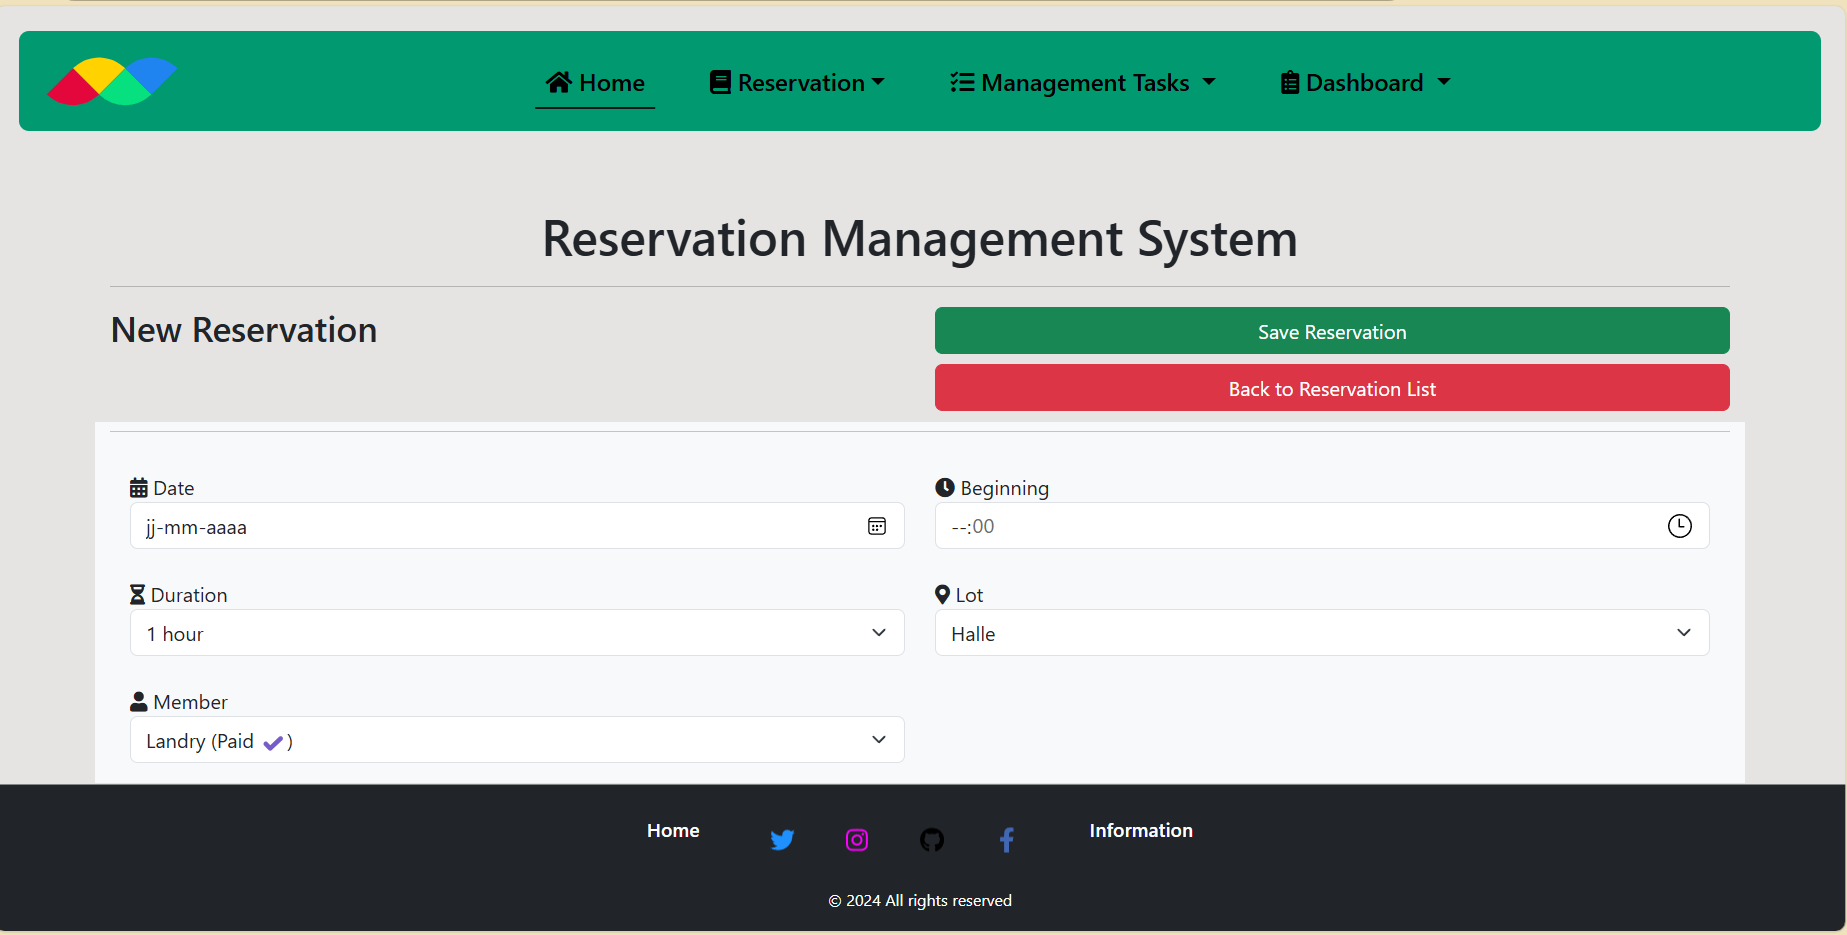 Home Reservation Management Tasks Dashboard
Reservation Management System
New Reservation
Save Reservation
Back to Reservation List
Date
jj-mm-aaaa
Beginning
--:00
Duration
1 hour
Lot
Halle
Member
Landry (Paid ✔)
Home
Information
© 2024 All rights reserved